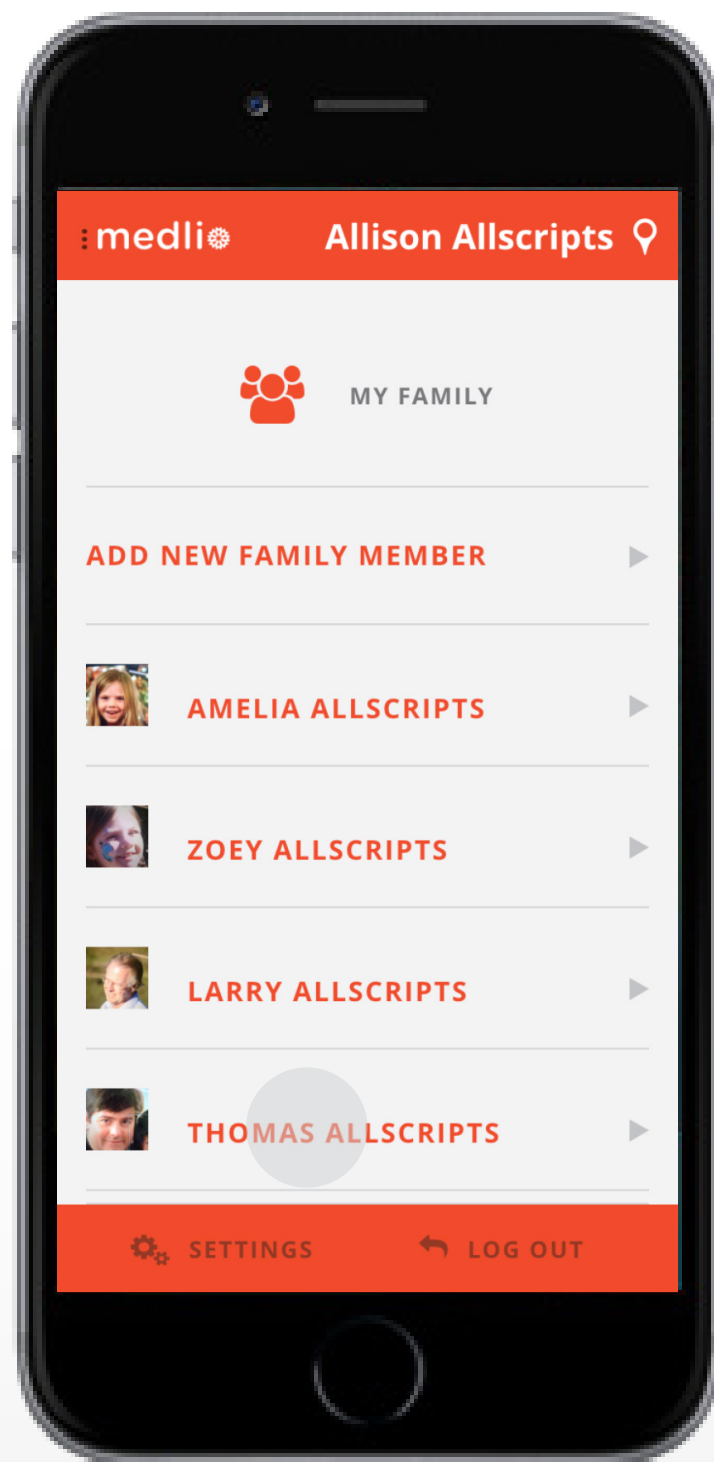 medlio
Allison Allscripts
MY FAMILY
ADD NEW FAMILY MEMBER
AMELIA ALLSCRIPTS
ZOEY ALLSCRIPTS
LARRY ALLSCRIPTS
THOMAS ALLSCRIPTS
SETTINGS
LOG OUT